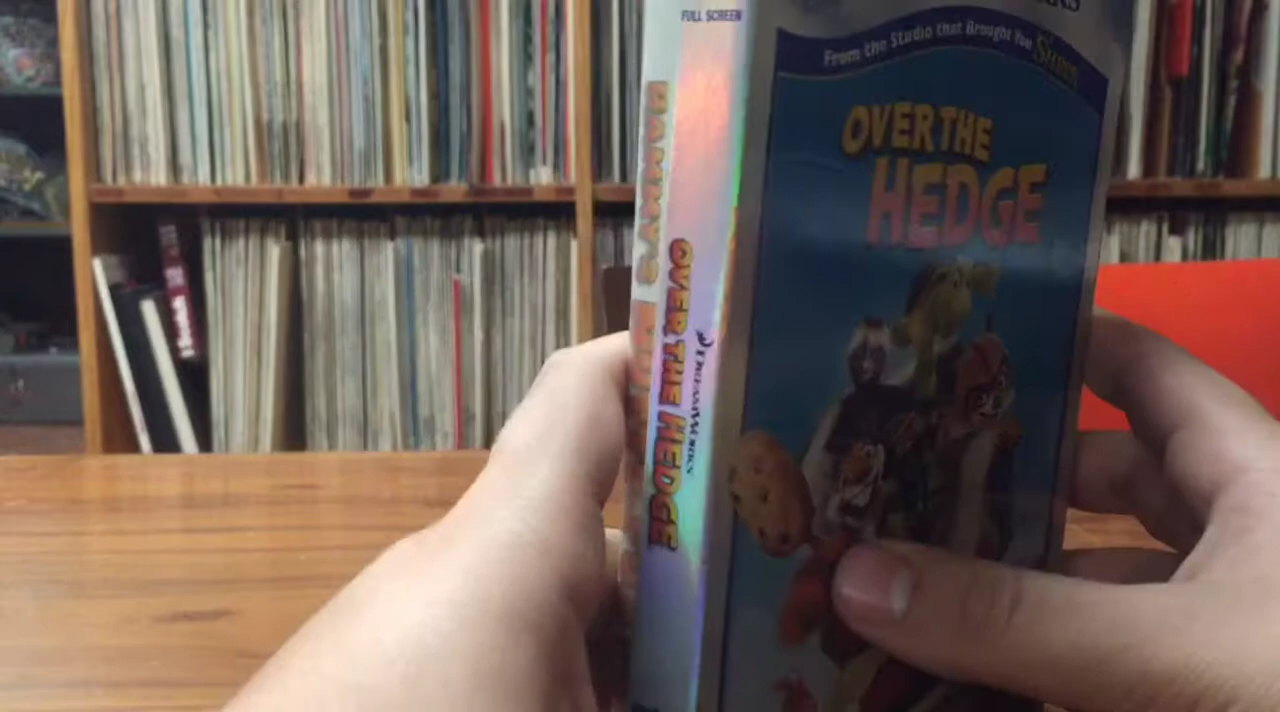 FULL SCREEN
From the Studio that Brought You SHREK
OVER THE
HEDGE
OVER THE HEDGE
DREAMWORKS